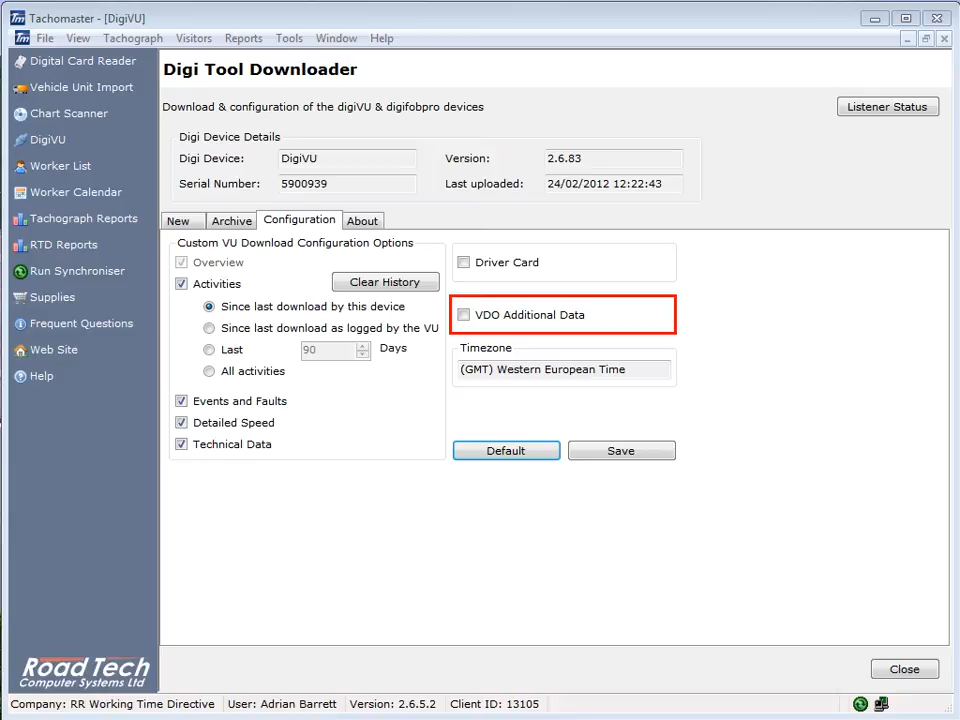 Tm Tachomaster - [DigiVU]
Tm File View Tachograph Visitors Reports Tools Window Help
Digital Card Reader
Vehicle Unit Import
Chart Scanner
DigiVU
Worker List
Worker Calendar
Tachograph Reports
RTD Reports
Run Synchroniser
Supplies
Frequent Questions
Web Site
Help
Road Tech
Computer Systems Ltd
Digi Tool Downloader
Download & configuration of the digiVU & digifobpro devices
Listener Status
Digi Device Details
Digi Device: DigiVU Version: 2.6.83
Serial Number: 5900939 Last uploaded: 24/02/2012 12:22:43
New Archive Configuration About
Custom VU Download Configuration Options
Overview
Activities Clear History
Since last download by this device
Since last download as logged by the VU
Last 90 Days
All activities
Events and Faults
Detailed Speed
Technical Data
Driver Card
VDO Additional Data
Timezone
(GMT) Western European Time
Default Save
Close
Company: RR Working Time Directive User: Adrian Barrett Version: 2.6.5.2 Client ID: 13105